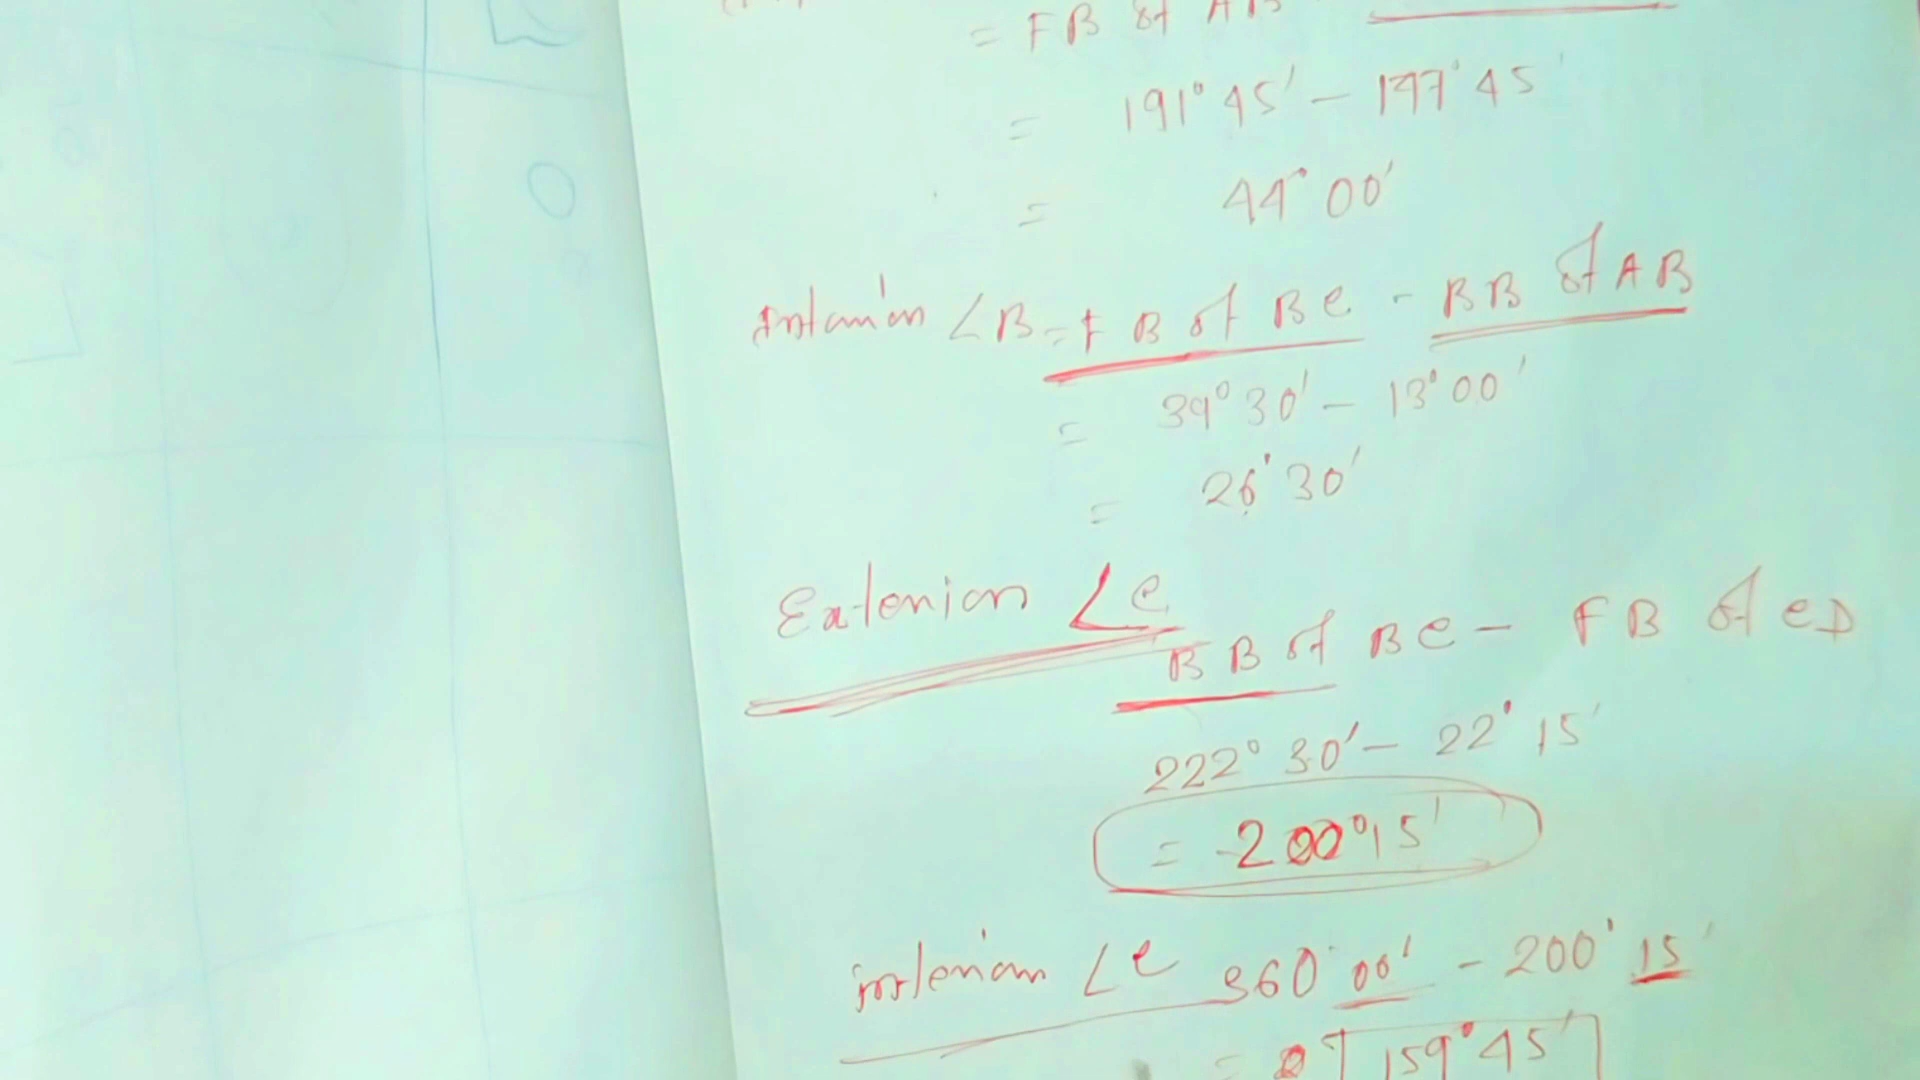 = FB of AB
= 191°45' - 147°45'
= 44°00'
∠B = FB of BC - BB of AB
= 39°30' - 13°00'
= 26°30'
Exterior ∠C
BB of BC - FB of CD
222°30' - 22°15'
= 200°15'
interior ∠C 360°00' - 200°15'
= 159°45'